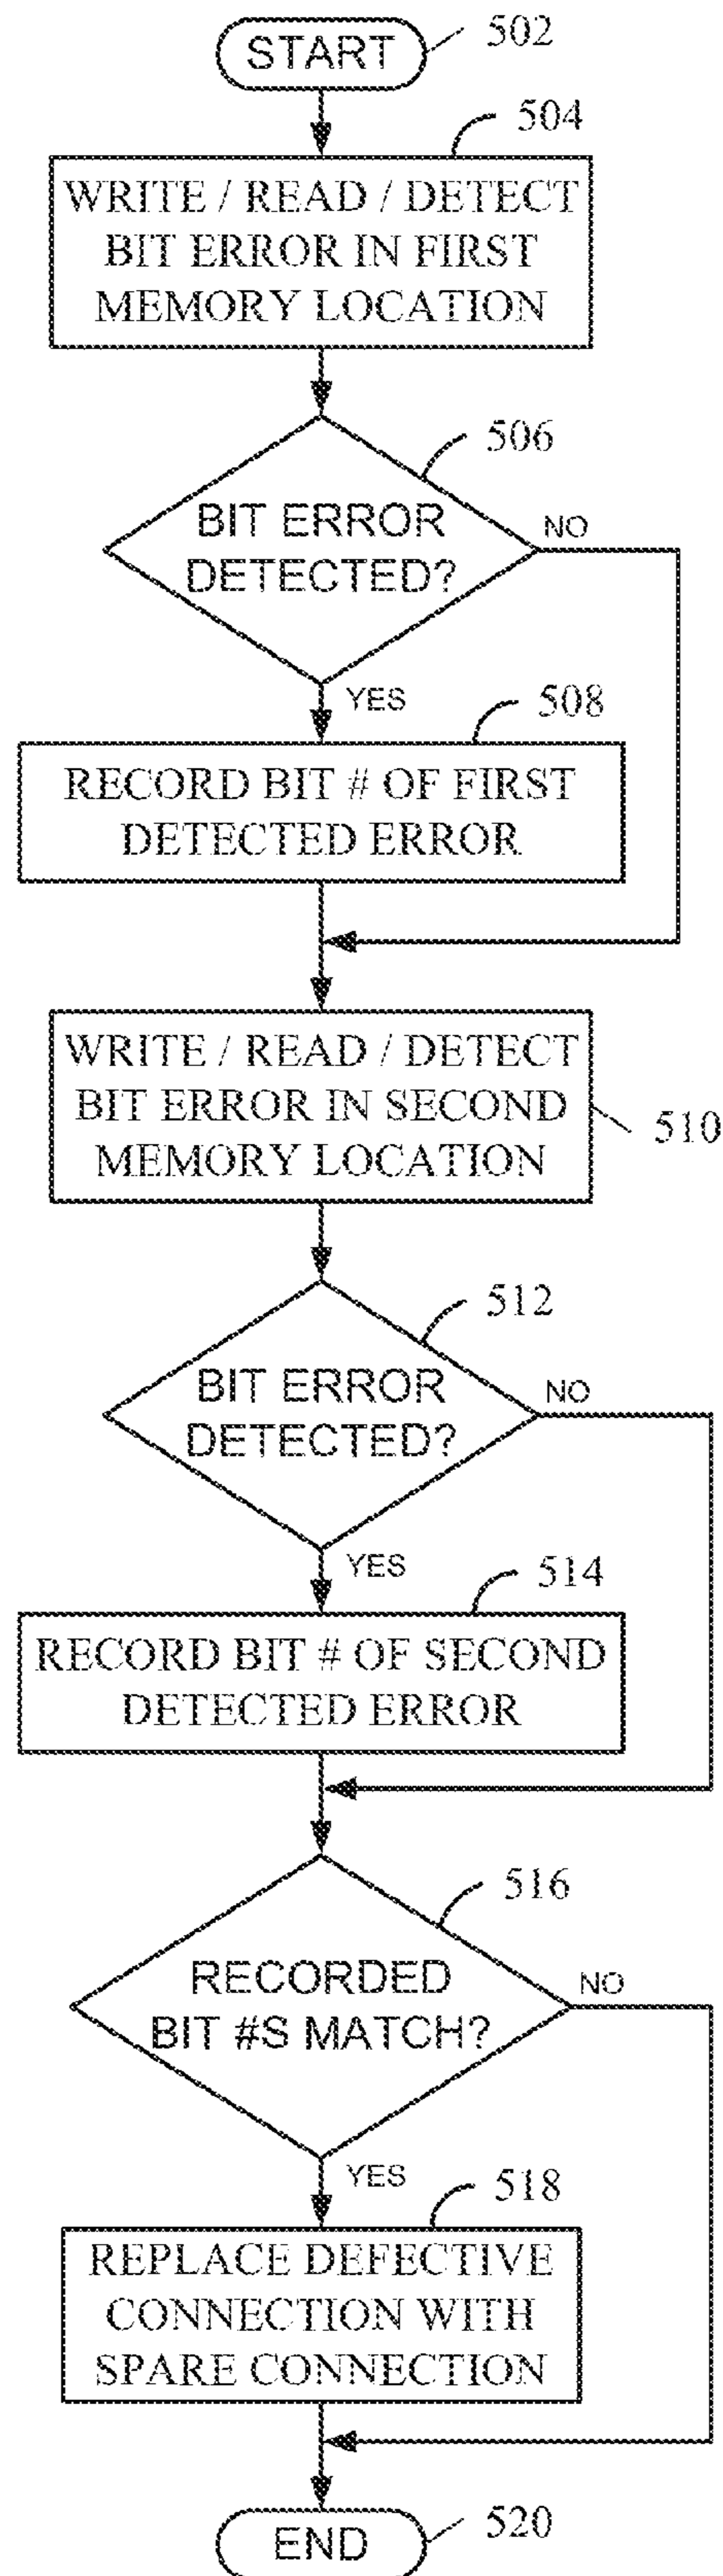 START
502
504
WRITE / READ / DETECT
BIT ERROR IN FIRST
MEMORY LOCATION
506
BIT ERROR
DETECTED?
NO
YES
508
RECORD BIT # OF FIRST
DETECTED ERROR
WRITE / READ / DETECT
BIT ERROR IN SECOND
MEMORY LOCATION
510
512
BIT ERROR
DETECTED?
NO
YES
514
RECORD BIT # OF SECOND
DETECTED ERROR
516
RECORDED
BIT #S MATCH?
NO
YES
518
REPLACE DEFECTIVE
CONNECTION WITH
SPARE CONNECTION
END
520